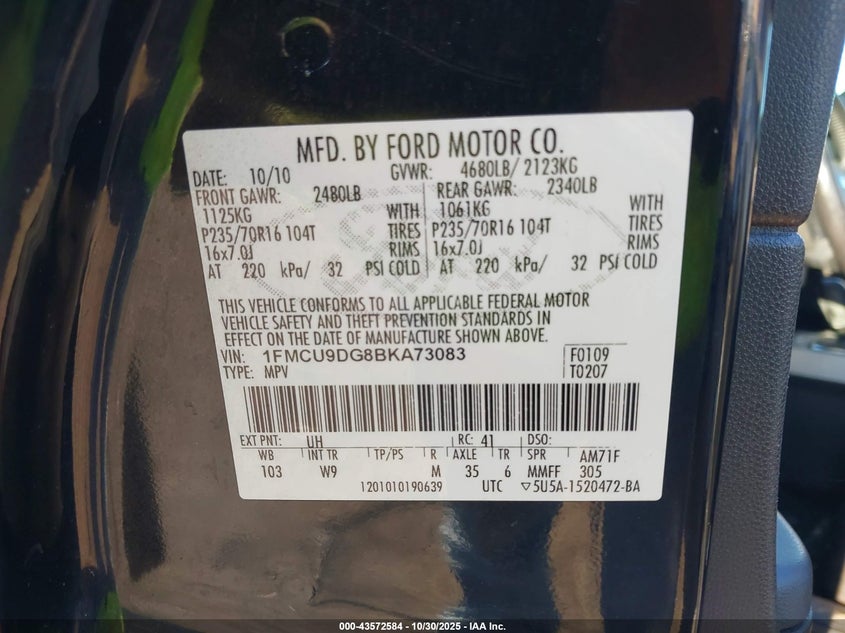 MFD. BY FORD MOTOR CO.
DATE: 10/10 GVWR: 4680LB/ 2123KG
FRONT GAWR: 2480LB REAR GAWR: 2340LB
1125KG WITH 1061KG WITH
P235/70R16 104T TIRES P235/70R16 104T TIRES
16x7.0J RIMS 16x7.0J RIMS
AT 220 kPa/ 32 PSI COLD AT 220 kPa/ 32 PSI COLD
THIS VEHICLE CONFORMS TO ALL APPLICABLE FEDERAL MOTOR
VEHICLE SAFETY AND THEFT PREVENTION STANDARDS IN
EFFECT ON THE DATE OF MANUFACTURE SHOWN ABOVE.
VIN: 1FMCU9DG8BKA73083 F0109
TYPE: MPV T0207
EXT PNT: UH RC: 41 DSO:
WB INT TR TP/PS R AXLE TR SPR AM71F
103 W9 M 35 6 MMFF 305
1201010190639 UTC ▽5U5A-1520472-BA
000-43572584 - 10/30/2025 - IAA Inc.